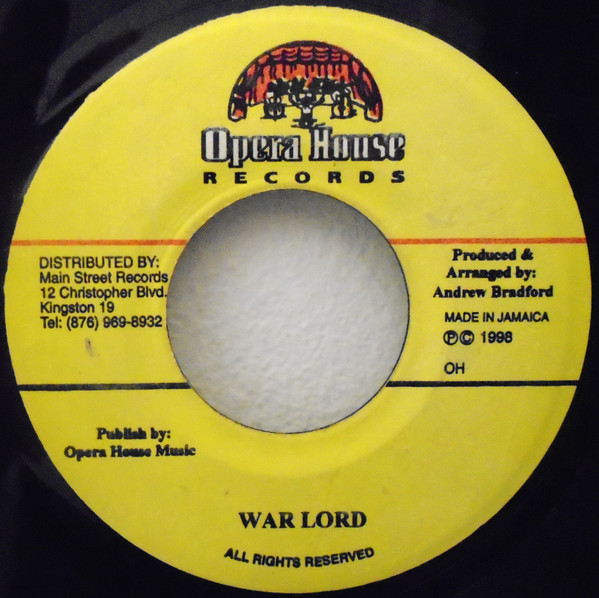 Opera House
RECORDS
DISTRIBUTED BY:
Main Street Records
12 Christopher Blvd.
Kingston 19
Tel: (876) 969-8932
Produced &
Arranged by:
Andrew Bradford
MADE IN JAMAICA
℗© 1998
OH
Publish by:
Opera House Music
WAR LORD
ALL RIGHTS RESERVED